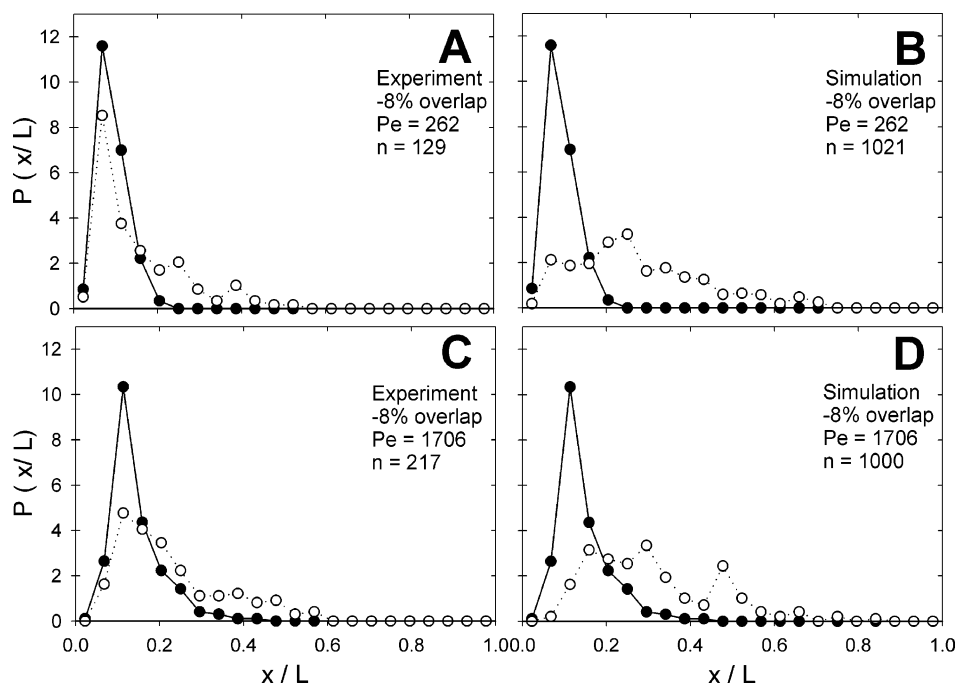 A
Experiment
-8% overlap
Pe = 262
n = 129
B
Simulation
-8% overlap
Pe = 262
n = 1021
12
10
8
6
4
2
0
P ( x/ L)
C
Experiment
-8% overlap
Pe = 1706
n = 217
D
Simulation
-8% overlap
Pe = 1706
n = 1000
12
10
8
6
4
2
0
P ( x/ L)
0.0 0.2 0.4 0.6 0.8 1.0
0.0 0.2 0.4 0.6 0.8 1.0
x / L
x / L